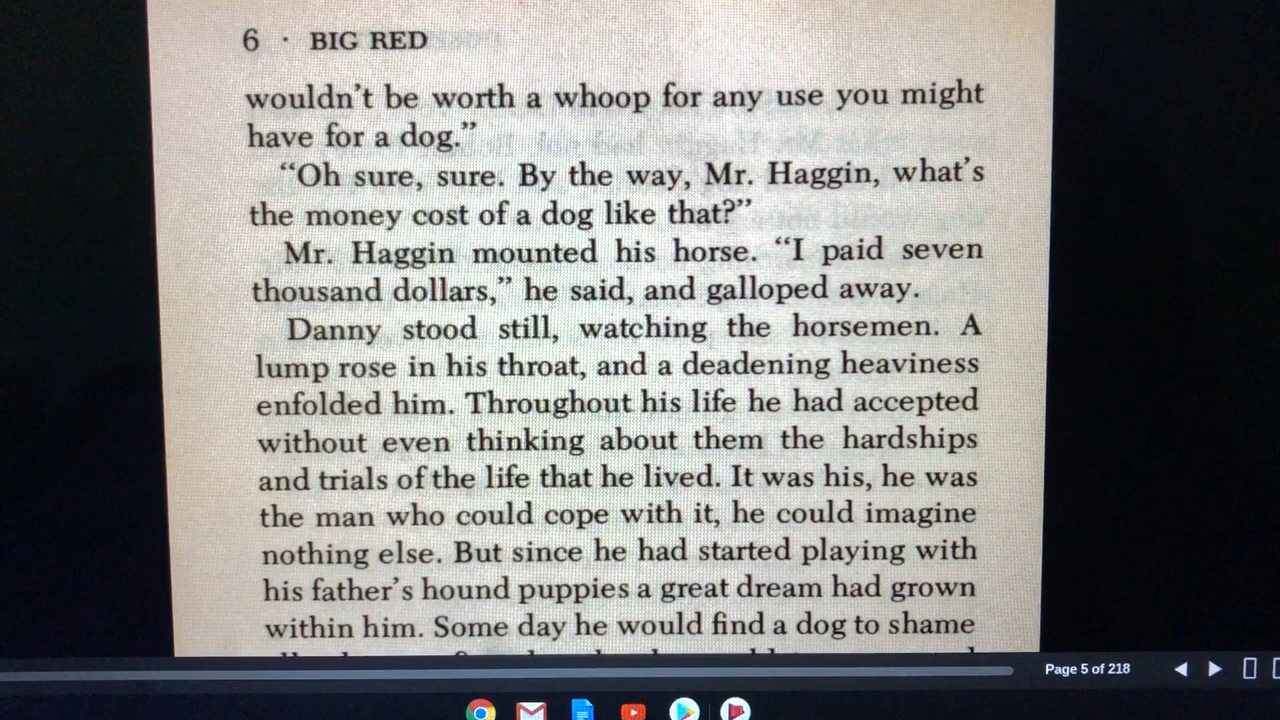 6 · BIG RED
wouldn't be worth a whoop for any use you might
have for a dog.”
“Oh sure, sure. By the way, Mr. Haggin, what's
the money cost of a dog like that?”
Mr. Haggin mounted his horse. “I paid seven
thousand dollars,” he said, and galloped away.
Danny stood still, watching the horsemen. A
lump rose in his throat, and a deadening heaviness
enfolded him. Throughout his life he had accepted
without even thinking about them the hardships
and trials of the life that he lived. It was his, he was
the man who could cope with it, he could imagine
nothing else. But since he had started playing with
his father's hound puppies a great dream had grown
within him. Some day he would find a dog to shame
Page 5 of 218